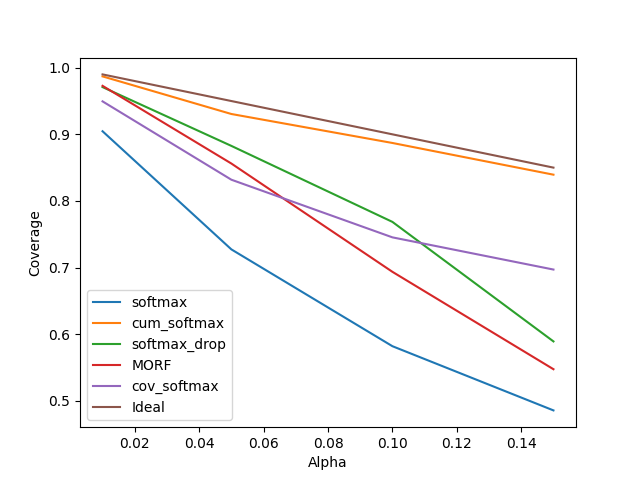 1.0
0.9
0.8
0.7
0.6
0.5
Coverage
softmax
cum_softmax
softmax_drop
MORF
cov_softmax
Ideal
0.02 0.04 0.06 0.08 0.10 0.12 0.14
Alpha